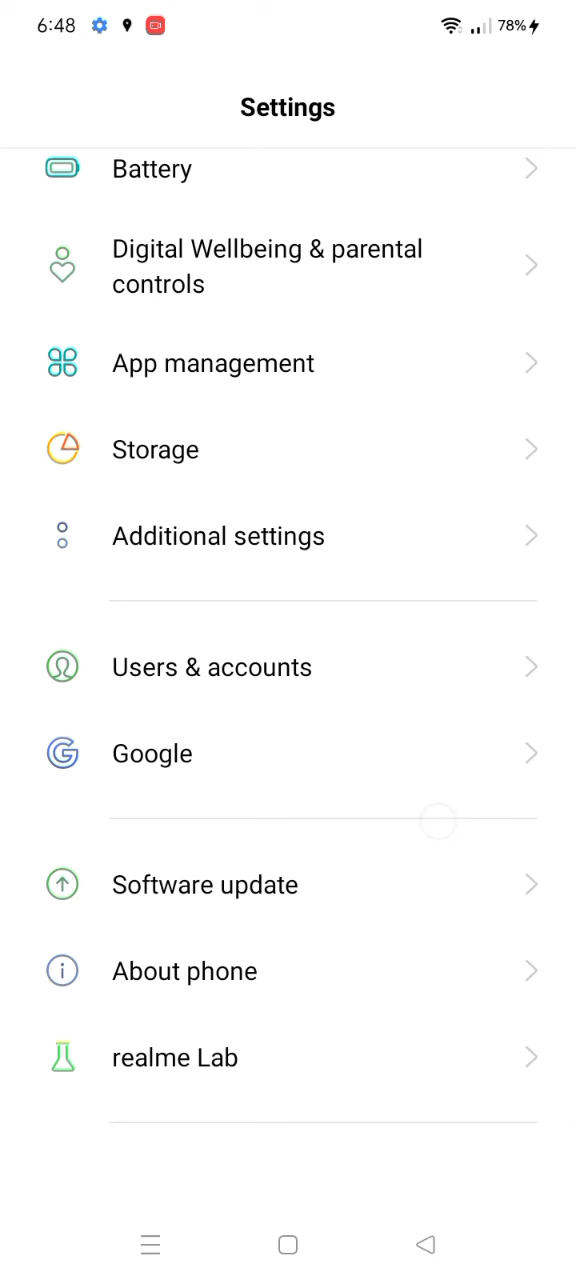 6:48 78%
Settings
Battery
Digital Wellbeing & parental
controls
App management
Storage
Additional settings
Users & accounts
Google
Software update
About phone
realme Lab